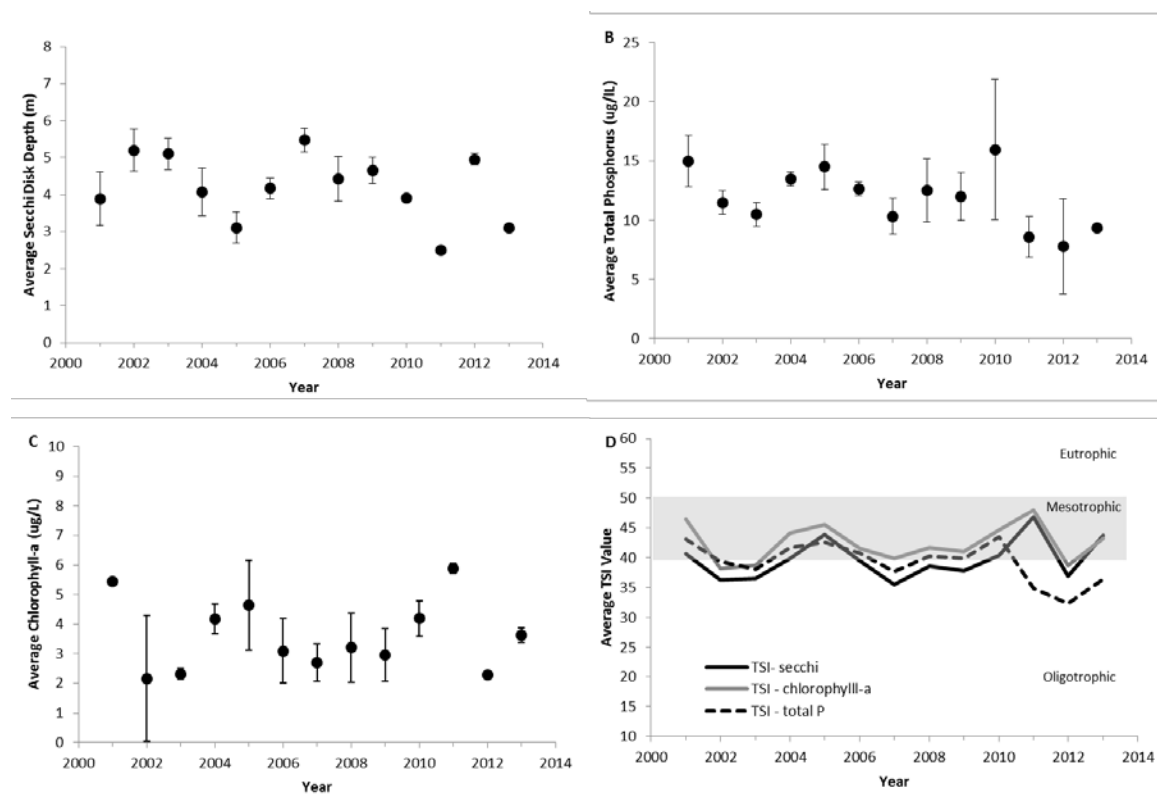 8
7
6
5
4
3
2
1
0
Average SecchiDisk Depth (m)
2000 2002 2004 2006 2008 2010 2012 2014
Year
B
25
20
15
10
5
0
Average Total Phosphorus (ug/lL)
2000 2002 2004 2006 2008 2010 2012 2014
Year
C
10
9
8
7
6
5
4
3
2
1
0
Average Chlorophyll-a (ug/L)
2000 2002 2004 2006 2008 2010 2012 2014
Year
D
60
55
50
45
40
35
30
25
20
15
10
Average TSI Value
Eutrophic
Mesotrophic
Oligotrophic
TSI- secchi
TSI - chlorophylll-a
TSI - total P
2000 2002 2004 2006 2008 2010 2012 2014
Year